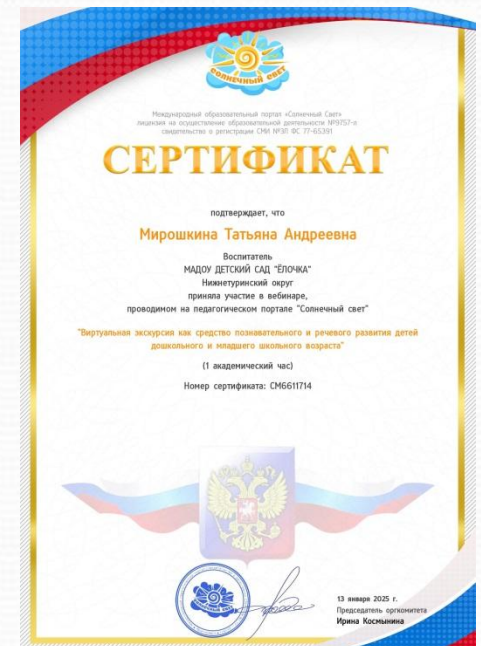 СОЛНЕЧНЫЙ СВЕТ
Международный образовательный портал «Солнечный Свет»
лицензия на осуществление образовательной деятельности №9757-л
свидетельство о регистрации СМИ №ЭЛ ФС 77-65391
СЕРТИФИКАТ
подтверждает, что
Мирошкина Татьяна Андреевна
Воспитатель
МАДОУ ДЕТСКИЙ САД "ЁЛОЧКА"
Нижнетуринский округ
приняла участие в вебинаре,
проводимом на педагогическом портале "Солнечный свет"
"Виртуальная экскурсия как средство познавательного и речевого развития детей
дошкольного и младшего школьного возраста"
(1 академический час)
Номер сертификата: СМ6611714
13 января 2025 г.
Председатель оргкомитета
Ирина Космынина